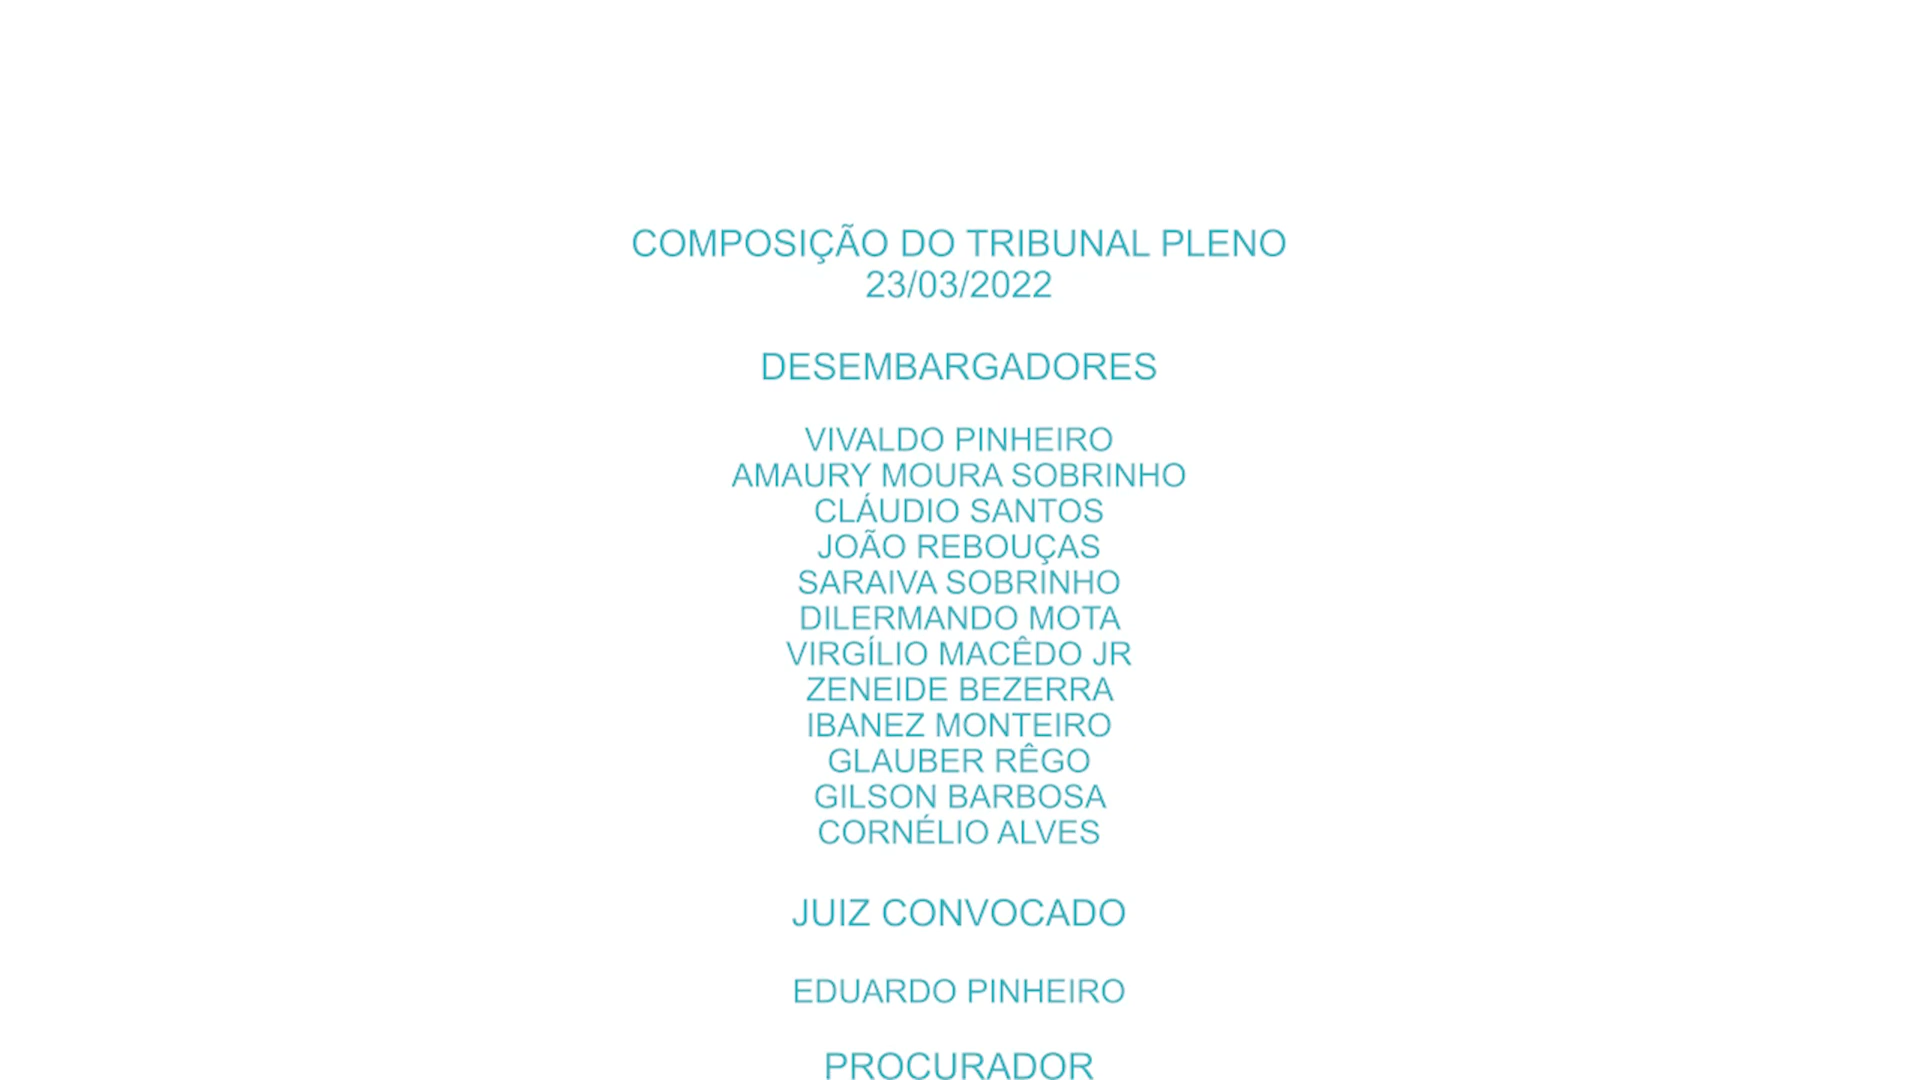 COMPOSIÇÃO DO TRIBUNAL PLENO
23/03/2022
DESEMBARGADORES
VIVALDO PINHEIRO
AMAURY MOURA SOBRINHO
CLÁUDIO SANTOS
JOÃO REBOUÇAS
SARAIVA SOBRINHO
DILERMANDO MOTA
VIRGÍLIO MACÊDO JR
ZENEIDE BEZERRA
IBANEZ MONTEIRO
GLAUBER RÊGO
GILSON BARBOSA
CORNÉLIO ALVES
JUIZ CONVOCADO
EDUARDO PINHEIRO
PROCURADOR